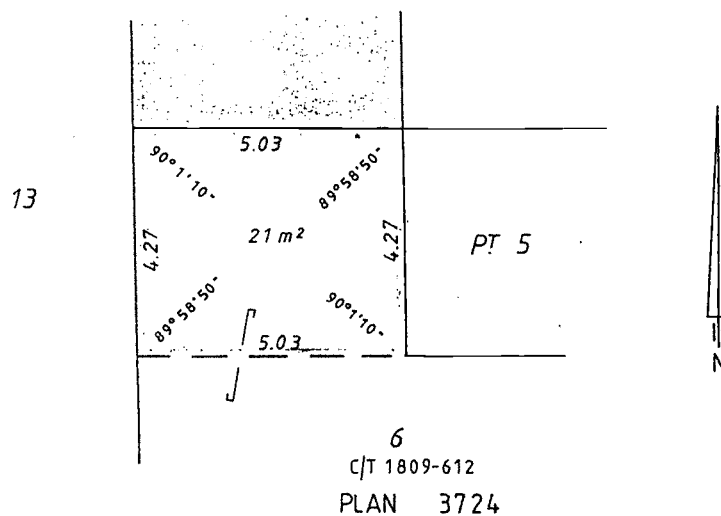 5.03
90°1'10"
89°58'50"
13
4.27
21 m²
4.27
PT 5
89°58'50"
90°1'10"
5.03
N
6
C/T 1809-612
PLAN 3724